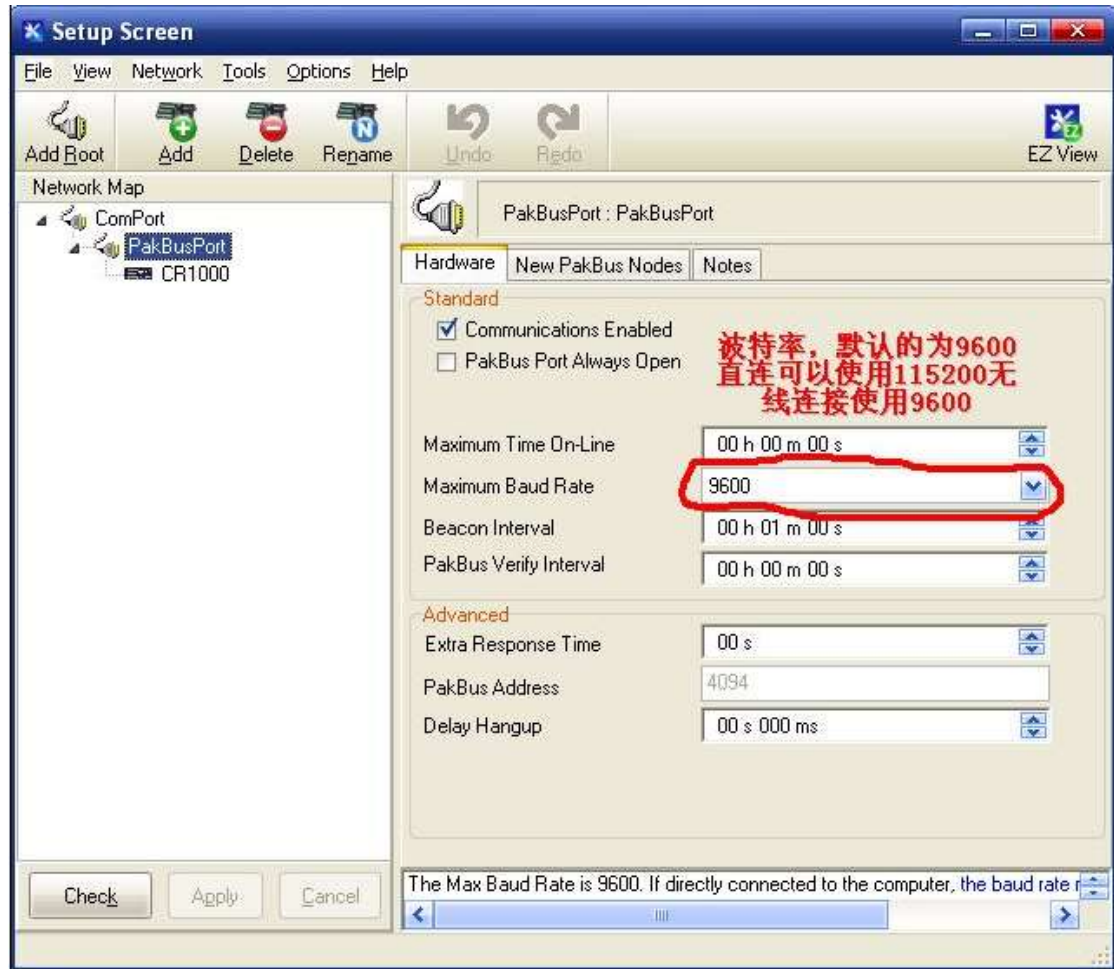 Setup Screen
File View Network Tools Options Help
Add Root Add Delete Rename Undo Redo EZ View
Network Map
ComPort
PakBusPort
CR1000
PakBusPort : PakBusPort
Hardware New PakBus Nodes Notes
Standard
Communications Enabled
PakBus Port Always Open
波特率，默认的为9600
直连可以使用115200无
线连接使用9600
Maximum Time On-Line 00 h 00 m 00 s
Maximum Baud Rate 9600
Beacon Interval 00 h 01 m 00 s
PakBus Verify Interval 00 h 00 m 00 s
Advanced
Extra Response Time 00 s
PakBus Address 4094
Delay Hangup 00 s 000 ms
Check Apply Cancel
The Max Baud Rate is 9600. If directly connected to the computer, the baud rate